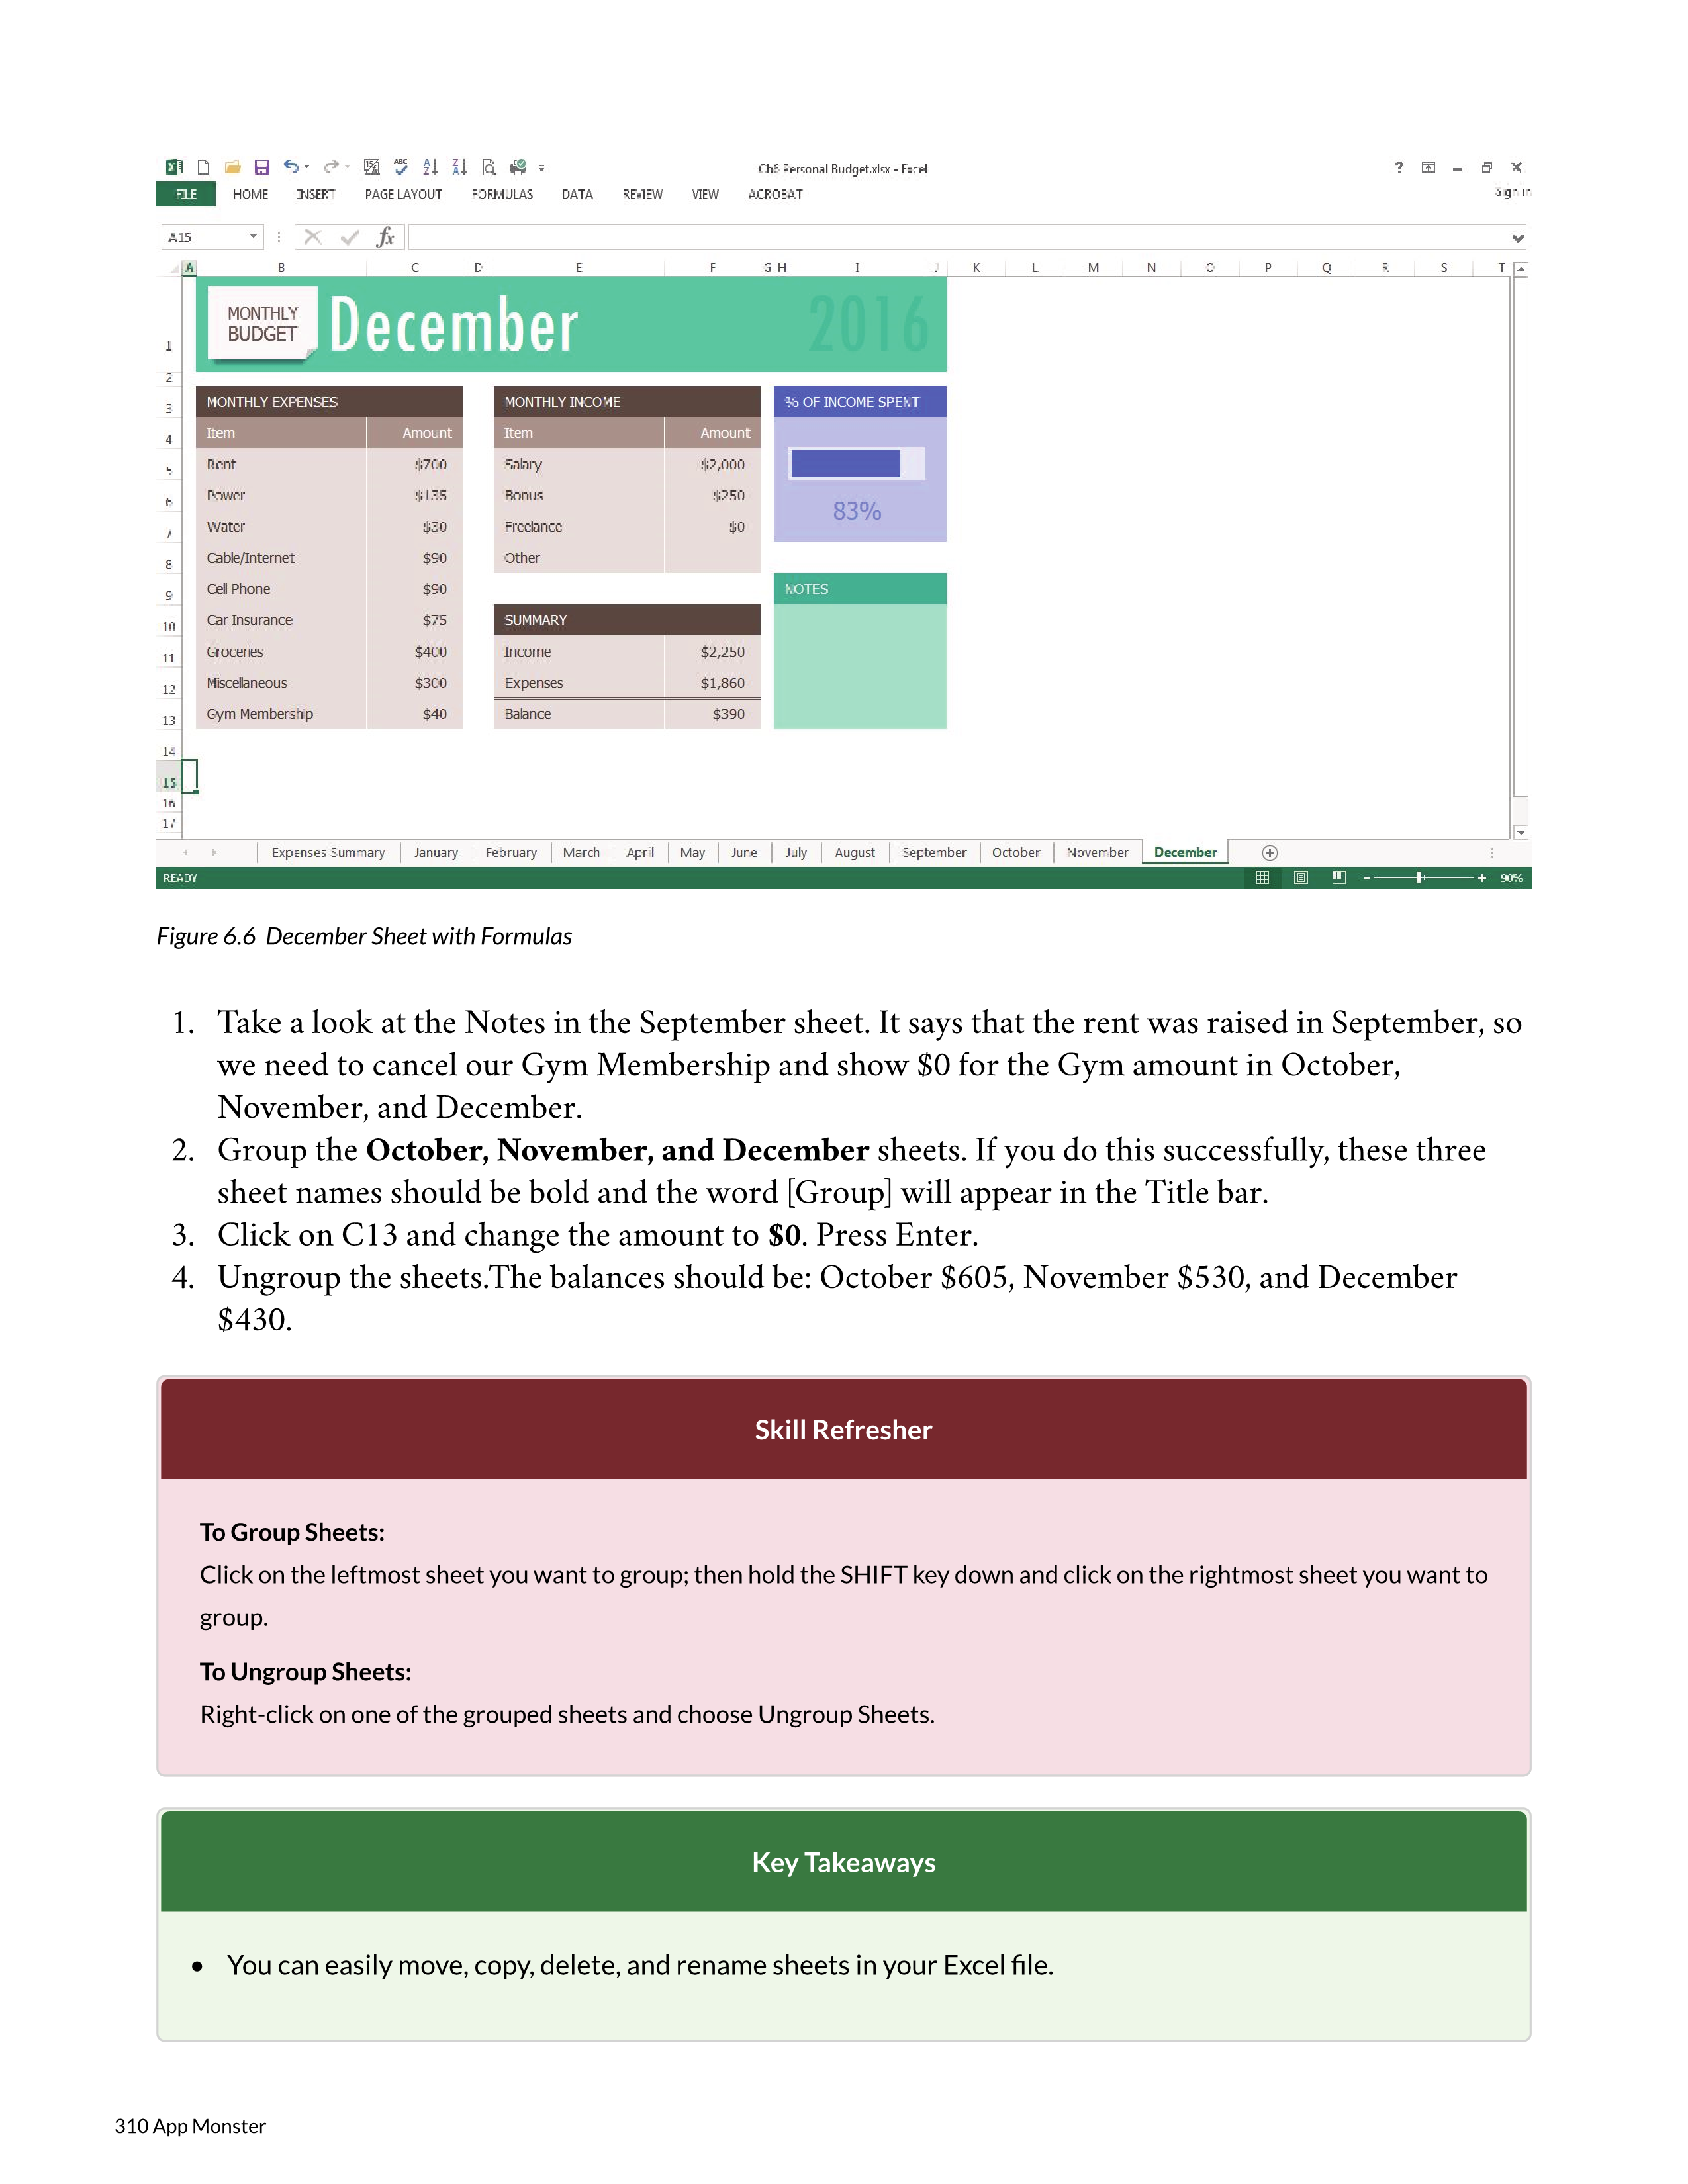 Ch6 Personal Budget.xlsx - Excel
?
Sign in
FILE HOME INSERT PAGE LAYOUT FORMULAS DATA REVIEW VIEW ACROBAT
A15 fx
A B C D E F G H I J K L M N O P Q R S T
MONTHLY
BUDGET
December 2016
1
2
3 MONTHLY EXPENSES MONTHLY INCOME % OF INCOME SPENT
4 Item Amount Item Amount
5 Rent $700 Salary $2,000
6 Power $135 Bonus $250
83%
7 Water $30 Freelance $0
8 Cable/Internet $90 Other
9 Cell Phone $90 NOTES
10 Car Insurance $75 SUMMARY
11 Groceries $400 Income $2,250
12 Miscellaneous $300 Expenses $1,860
13 Gym Membership $40 Balance $390
14
15
16
17
Expenses Summary January February March April May June July August September October November December
READY 90%
Figure 6.6 December Sheet with Formulas
1. Take a look at the Notes in the September sheet. It says that the rent was raised in September, so
we need to cancel our Gym Membership and show $0 for the Gym amount in October,
November, and December.
2. Group the October, November, and December sheets. If you do this successfully, these three
sheet names should be bold and the word [Group] will appear in the Title bar.
3. Click on C13 and change the amount to $0. Press Enter.
4. Ungroup the sheets.The balances should be: October $605, November $530, and December
$430.
Skill Refresher
To Group Sheets:
Click on the leftmost sheet you want to group; then hold the SHIFT key down and click on the rightmost sheet you want to
group.
To Ungroup Sheets:
Right-click on one of the grouped sheets and choose Ungroup Sheets.
Key Takeaways
• You can easily move, copy, delete, and rename sheets in your Excel file.
310 App Monster